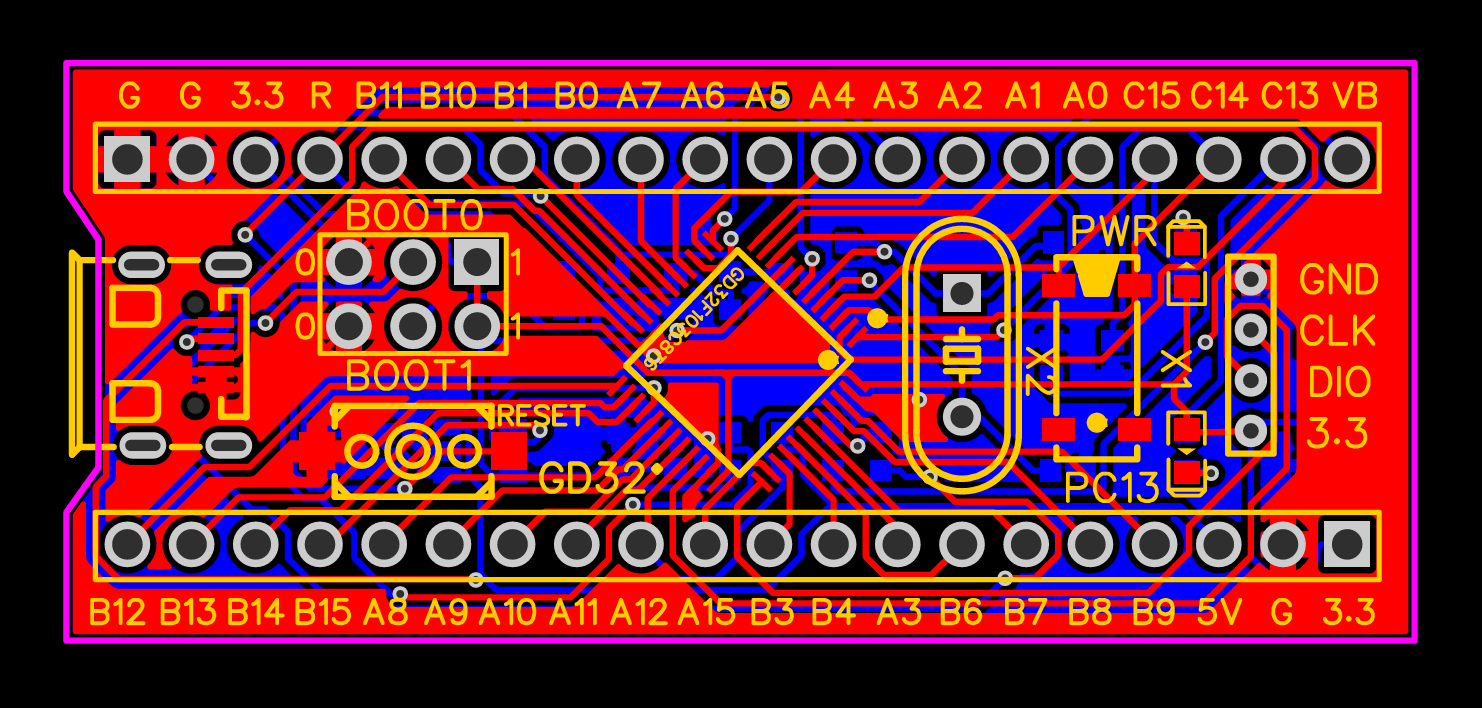 G G 3.3 R B11 B10 B1 B0 A7 A6 A5 A4 A3 A2 A1 A0 C15 C14 C13 VB
BOOT0
PWR
0 1
GND
0 1
CLK
BOOT1
DIO
RESET
3.3
X2
X1
GD32
PC13
B12 B13 B14 B15 A8 A9 A10 A11 A12 A15 B3 B4 A3 B6 B7 B8 B9 5V G 3.3